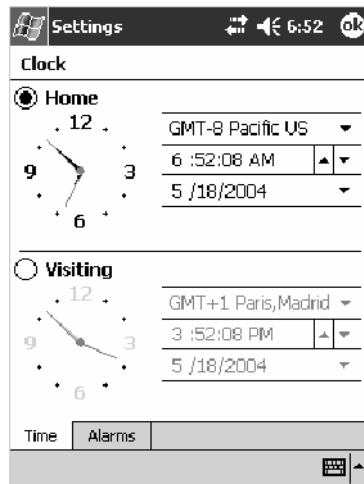 Settings 6:52 ok
Clock
Home
12
9 3
6
GMT-8 Pacific US
6 :52:08 AM
5 /18/2004
Visiting
12
9 3
6
GMT+1 Paris,Madrid
3 :52:08 PM
5 /18/2004
Time Alarms